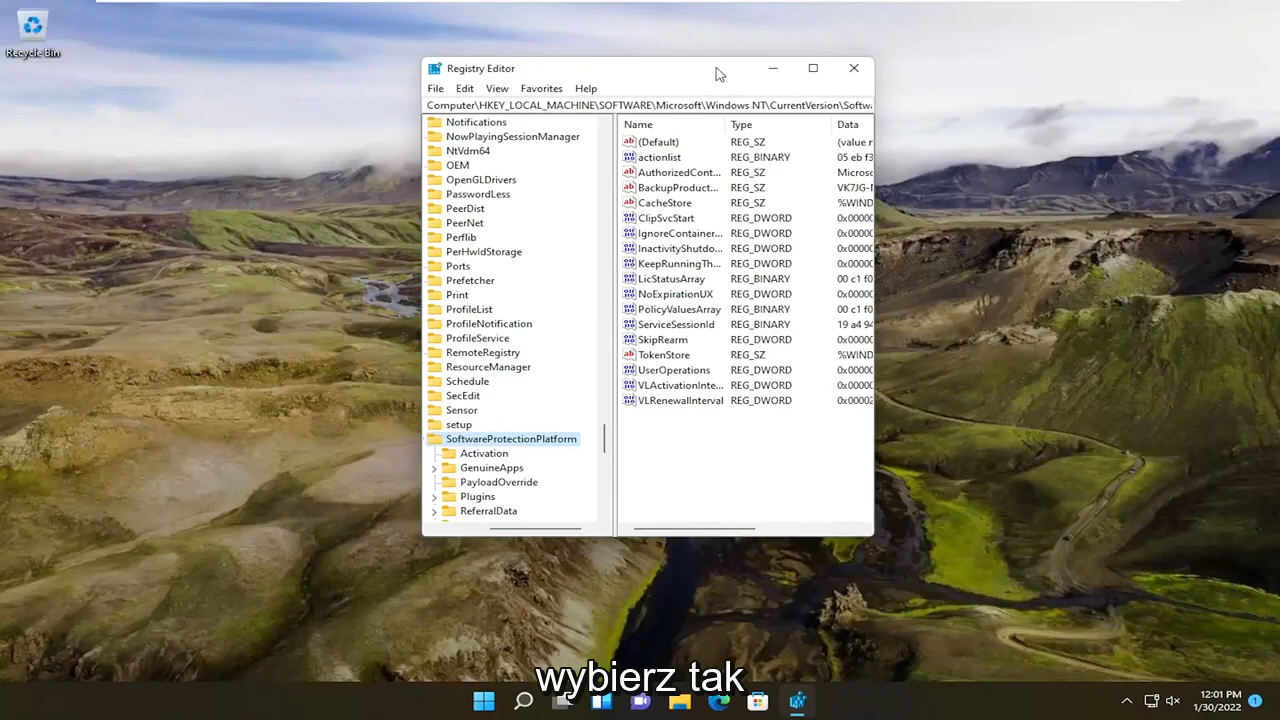 Recycle Bin
Registry Editor
File Edit View Favorites Help
Computer\HKEY_LOCAL_MACHINE\SOFTWARE\Microsoft\Windows NT\CurrentVersion\Softwa
Notifications
NowPlayingSessionManager
NtVdm64
OEM
OpenGLDrivers
PasswordLess
PeerDist
PeerNet
Perflib
PerHwIdStorage
Ports
Prefetcher
Print
ProfileList
ProfileNotification
ProfileService
RemoteRegistry
ResourceManager
Schedule
SecEdit
Sensor
setup
SoftwareProtectionPlatform
Activation
GenuineApps
PayloadOverride
Plugins
ReferralData
Name Type Data
(Default) REG_SZ (value n
actionlist REG_BINARY 05 eb f3
AuthorizedCont... REG_SZ Microso
BackupProduct... REG_SZ VK7JG-
CacheStore REG_SZ %WIND
ClipSvcStart REG_DWORD 0x00000
IgnoreContainer... REG_DWORD 0x00000
InactivityShutdo... REG_DWORD 0x00000
KeepRunningTh... REG_DWORD 0x00000
LicStatusArray REG_BINARY 00 c1 f0
NoExpirationUX REG_DWORD 0x00000
PolicyValuesArray REG_BINARY 00 c1 f0
ServiceSessionId REG_BINARY 19 a4 94
SkipRearm REG_DWORD 0x00000
TokenStore REG_SZ %WIND
UserOperations REG_DWORD 0x00000
VLActivationInte... REG_DWORD 0x00000
VLRenewalInterval REG_DWORD 0x00002
wybierz tak
12:01 PM
1/30/2022
1